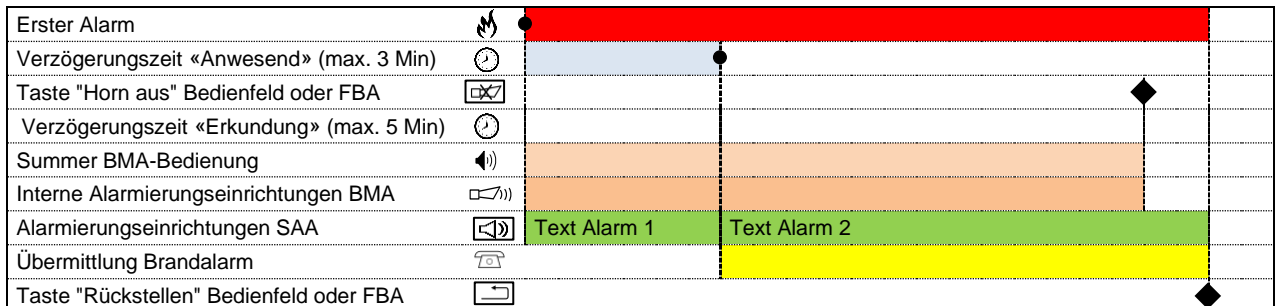 Erster Alarm
Verzögerungszeit «Anwesend» (max. 3 Min)
Taste "Horn aus" Bedienfeld oder FBA
Verzögerungszeit «Erkundung» (max. 5 Min)
Summer BMA-Bedienung
Interne Alarmierungseinrichtungen BMA
Alarmierungseinrichtungen SAA Text Alarm 1 Text Alarm 2
Übermittlung Brandalarm
Taste "Rückstellen" Bedienfeld oder FBA